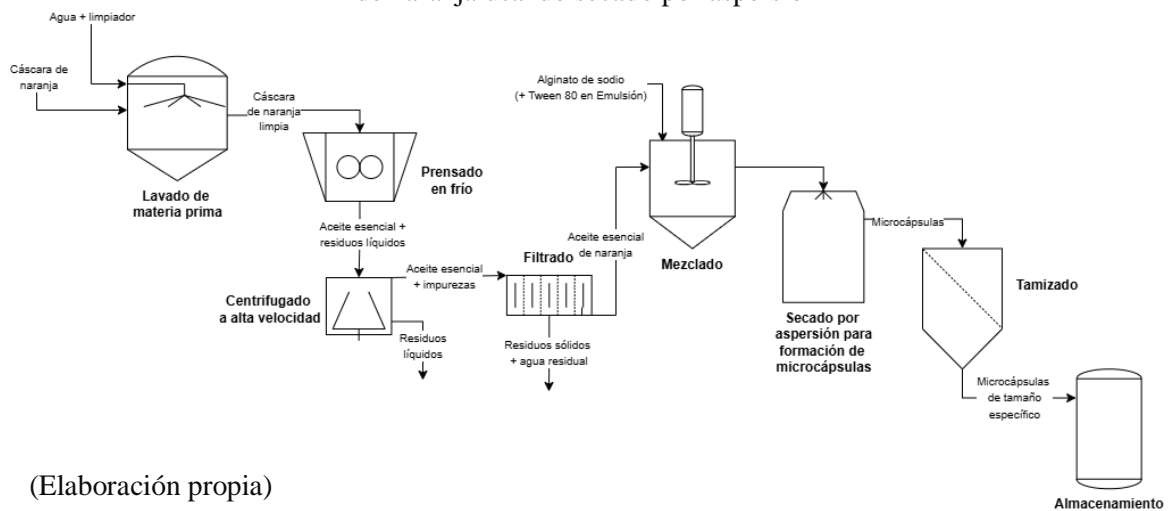 de naranja usando secado por aspersión
Agua + limpiador
Cáscara de
naranja
Cáscara
de naranja
limpia
Lavado de
materia prima
Prensado
en frío
Aceite esencial +
residuos líquidos
Centrifugado
a alta velocidad
Aceite esencial
+ impurezas
Residuos
líquidos
Filtrado
Residuos sólidos
+ agua residual
Aceite esencial
de naranja
Alginato de sodio
(+ Tween 80 en Emulsión)
Mezclado
Secado por
aspersión para
formación de
microcápsulas
Microcápsulas
Tamizado
Microcápsulas
de tamaño
específico
Almacenamiento
(Elaboración propia)